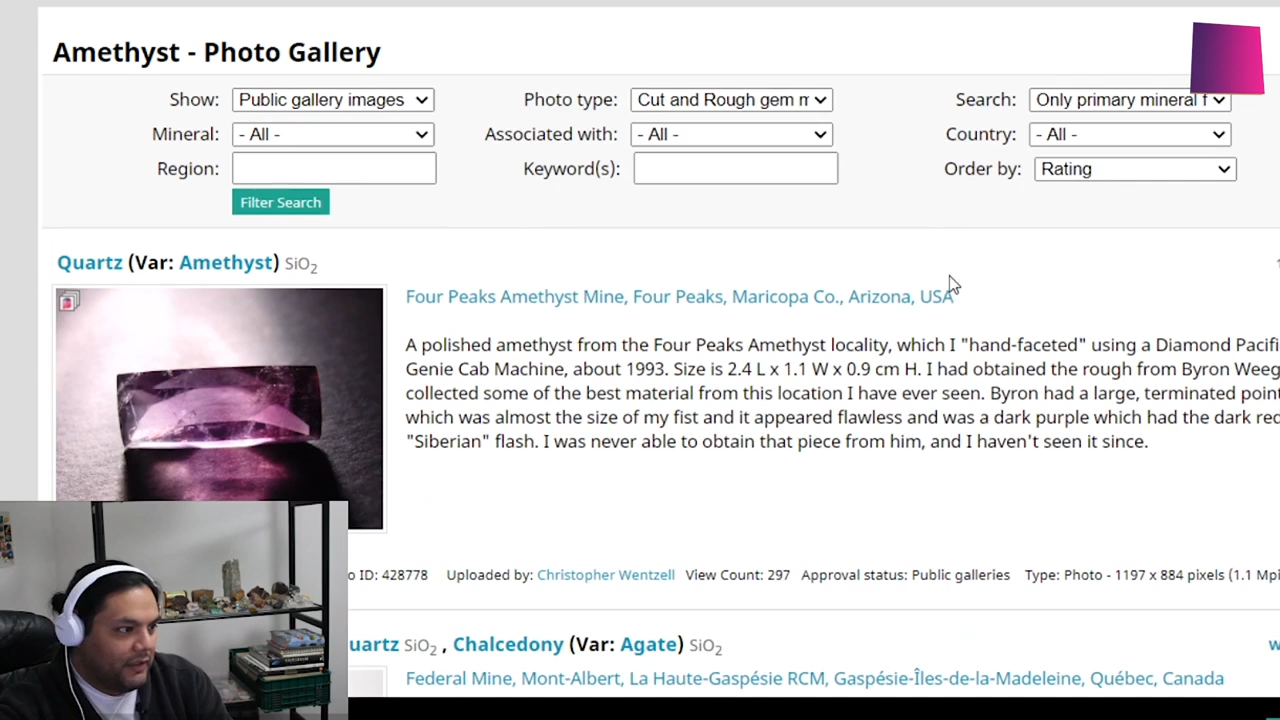 Amethyst - Photo Gallery
Show: Public gallery images Photo type: Cut and Rough gem m Search: Only primary mineral f
Mineral: - All - Associated with: - All - Country: - All -
Region: Keyword(s): Order by: Rating
Filter Search
Quartz (Var: Amethyst) SiO2
Four Peaks Amethyst Mine, Four Peaks, Maricopa Co., Arizona, USA
A polished amethyst from the Four Peaks Amethyst locality, which I "hand-faceted" using a Diamond Pacifi
Genie Cab Machine, about 1993. Size is 2.4 L x 1.1 W x 0.9 cm H. I had obtained the rough from Byron Weeg
collected some of the best material from this location I have ever seen. Byron had a large, terminated point
which was almost the size of my fist and it appeared flawless and was a dark purple which had the dark red
"Siberian" flash. I was never able to obtain that piece from him, and I haven't seen it since.
o ID: 428778 Uploaded by: Christopher Wentzell View Count: 297 Approval status: Public galleries Type: Photo - 1197 x 884 pixels (1.1 Mpi
uartz SiO2 , Chalcedony (Var: Agate) SiO2
Federal Mine, Mont-Albert, La Haute-Gaspésie RCM, Gaspésie-Îles-de-la-Madeleine, Québec, Canada